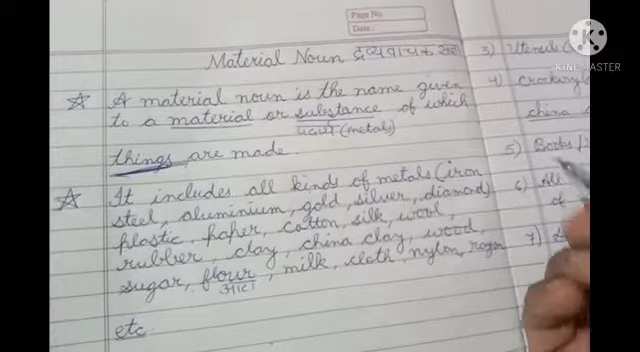 Page No.
Date:
KINEMASTER
Material Noun द्रव्यवाचक संज्ञा
☆ A material noun is the name given
to a material or substance of which
पदार्थ (metals)
things are made
☆ It includes all kinds of metals (iron
steel, aluminium, gold, silver, diamond)
plastic, paper, cotton, silk, wool,
rubber, clay, china clay, wood,
sugar, flour, milk, cloth, nylon,
आटा
etc
3) Utensils
4) Crockery
china
5) Books
6) All
of
7)